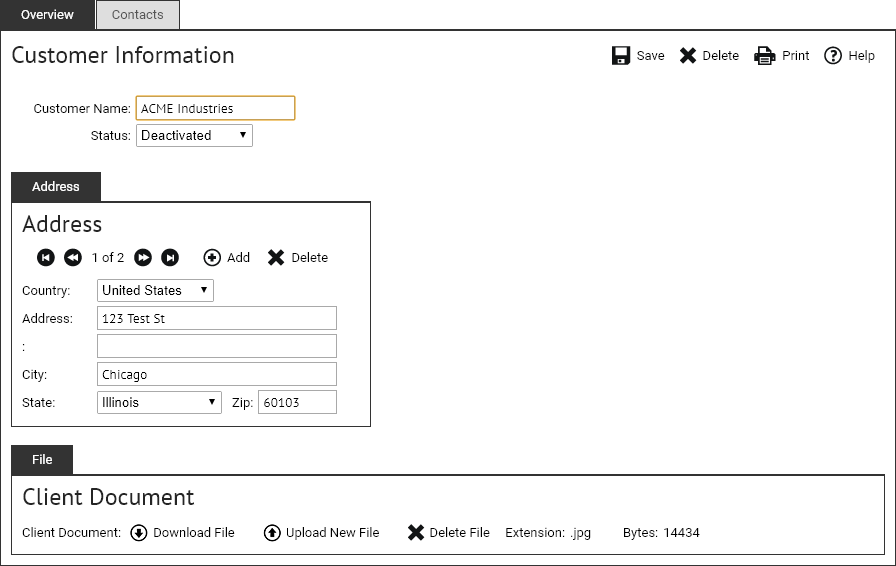 Overview Contacts
Customer Information Save Delete Print Help
Customer Name: ACME Industries
Status: Deactivated
Address
Address
1 of 2 Add Delete
Country: United States
Address: 123 Test St
:
City: Chicago
State: Illinois Zip: 60103
File
Client Document
Client Document: Download File Upload New File Delete File Extension: .jpg Bytes: 14434